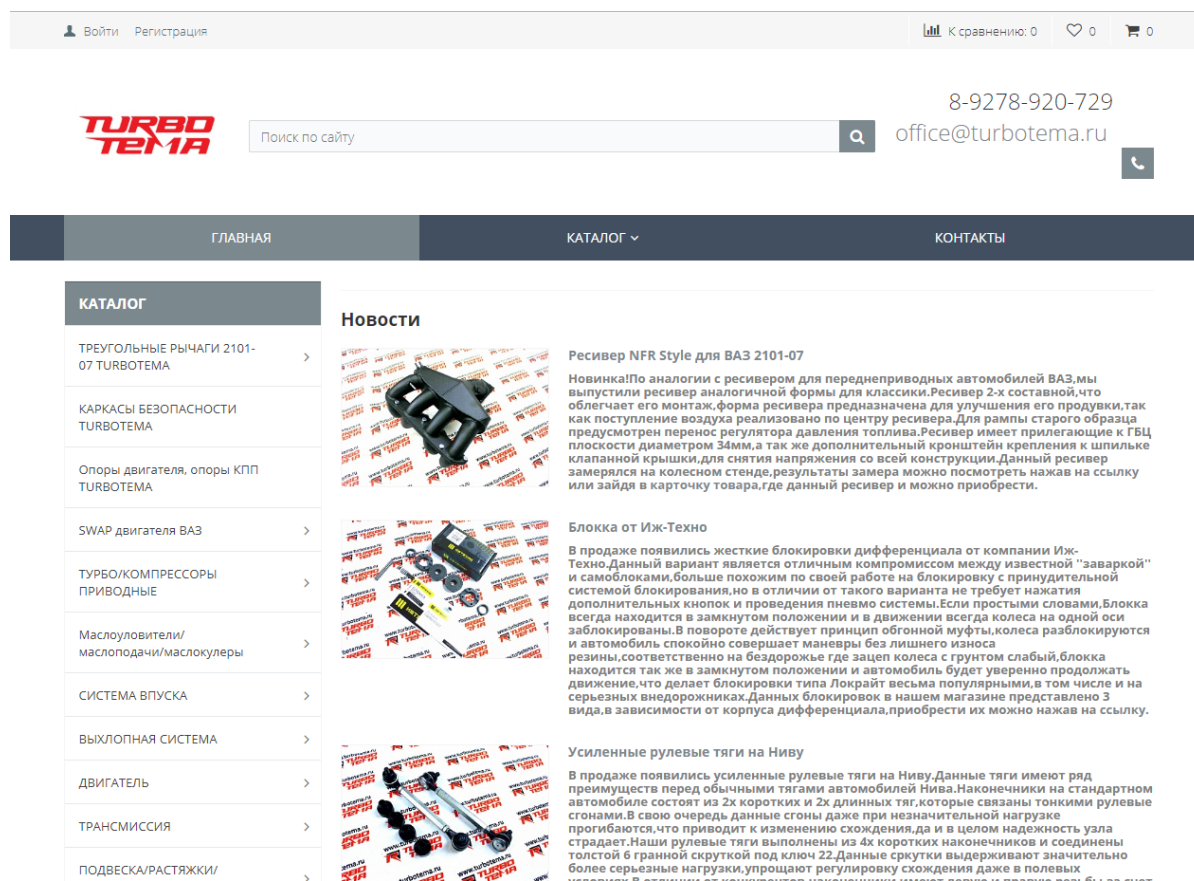 Войти Регистрация
К сравнению: 0
0
0
TURBO
ТЕМА
Поиск по сайту
8-9278-920-729
office@turbotema.ru
ГЛАВНАЯ
КАТАЛОГ
КОНТАКТЫ
КАТАЛОГ
ТРЕУГОЛЬНЫЕ РЫЧАГИ 2101-
07 TURBOTEMA
КАРКАСЫ БЕЗОПАСНОСТИ
TURBOTEMA
Опоры двигателя, опоры КПП
TURBOTEMA
SWAP двигателя ВАЗ
ТУРБО/КОМПРЕССОРЫ
ПРИВОДНЫЕ
Маслоуловители/
маслоподачи/маслокулеры
СИСТЕМА ВПУСКА
ВЫХЛОПНАЯ СИСТЕМА
ДВИГАТЕЛЬ
ТРАНСМИССИЯ
ПОДВЕСКА/РАСТЯЖКИ/
Новости
Ресивер NFR Style для ВАЗ 2101-07
Новинка!По аналогии с ресивером для переднеприводных автомобилей ВАЗ,мы
выпустили ресивер аналогичной формы для классики.Ресивер 2-х составной,что
облегчает его монтаж,форма ресивера предназначена для улучшения его продувки,так
как поступление воздуха реализовано по центру ресивера.Для рампы старого образца
предусмотрен перенос регулятора давления топлива.Ресивер имеет прилегающие к ГБЦ
плоскости диаметром 34мм,а так же дополнительный кронштейн крепления к шпильке
клапанной крышки,для снятия напряжения со всей конструкции.Данный ресивер
замерялся на колесном стенде,результаты замера можно посмотреть нажав на ссылку
или зайдя в карточку товара,где данный ресивер и можно приобрести.
Блокка от Иж-Техно
В продаже появились жесткие блокировки дифференциала от компании Иж-
Техно.Данный вариант является отличным компромиссом между известной "заваркой"
и самоблоками,больше похожим по своей работе на блокировку с принудительной
системой блокирования,но в отличии от такого варианта не требует нажатия
дополнительных кнопок и проведения пневмо системы.Если простыми словами,Блокка
всегда находится в замкнутом положении и в движении всегда колеса на одной оси
заблокированы.В повороте действует принцип обгонной муфты,колеса разблокируются
и автомобиль спокойно совершает маневры без лишнего износа
резины,соответственно на бездорожье где зацеп колеса с грунтом слабый,блокка
находится так же в замкнутом положении и автомобиль будет уверенно продолжать
движение,что делает блокировки типа Локрайт весьма популярными,в том числе и на
серьезных внедорожниках.Данных блокировок в нашем магазине представлено 3
вида,в зависимости от корпуса дифференциала,приобрести их можно нажав на ссылку.
Усиленные рулевые тяги на Ниву
В продаже появились усиленные рулевые тяги на Ниву.Данные тяги имеют ряд
преимуществ перед обычными тягами автомобилей Нива.Наконечники на стандартном
автомобиле состоят из 2х коротких и 2х длинных тяг,которые связаны тонкими рулевые
сгонами.В свою очередь данные сгоны даже при незначительной нагрузке
прогибаются,что приводит к изменению схождения,да и в целом надежность узла
страдает.Наши рулевые тяги выполнены из 4х коротких наконечников и соединены
толстой 6 гранной скруткой под ключ 22.Данные сркутки выдерживают значительно
более серьезные нагрузки,упрощают регулировку схождения даже в полевых